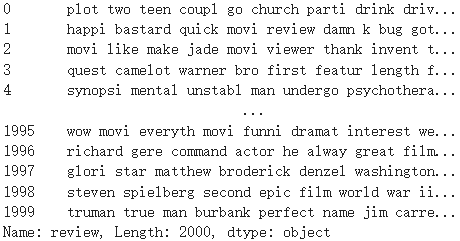 0       plot two teen coupl go church parti drink driv...
1       happi bastard quick movi review damn k bug got...
2       movi like make jade movi viewer thank invent t...
3       quest camelot warner bro first featur length f...
4       synopsi mental unstabl man undergo psychothera...
...
1995    wow movi everyth movi funni dramat interest we...
1996    richard gere command actor he alway great film...
1997    glori star matthew broderick denzel washington...
1998    steven spielberg second epic film world war ii...
1999    truman true man burbank perfect name jim carre...
Name: review, Length: 2000, dtype: object